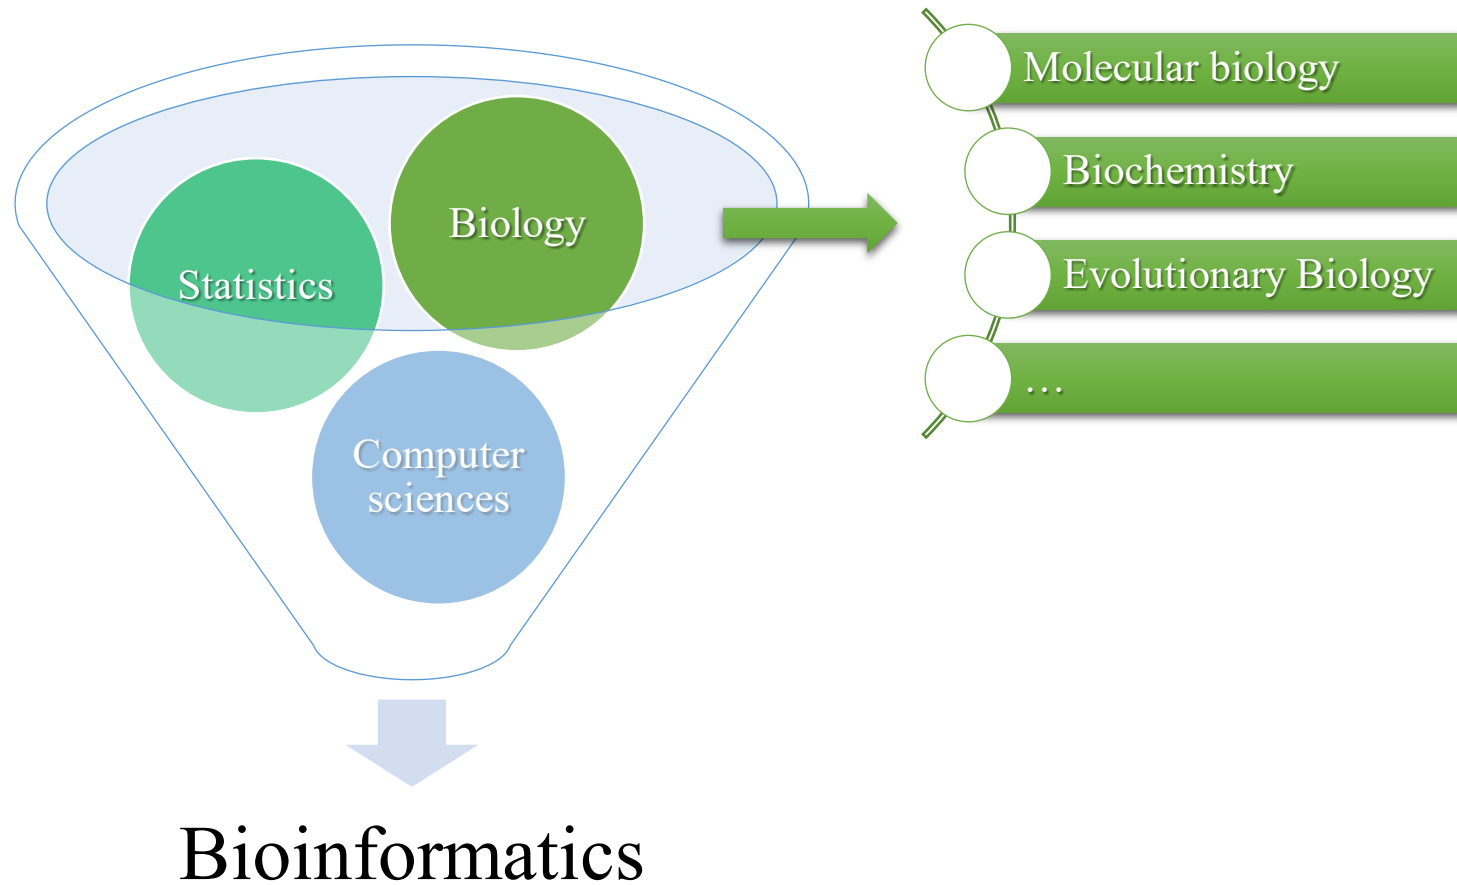 Statistics
Biology
Computer
sciences
Bioinformatics
Molecular biology
Biochemistry
Evolutionary Biology
…